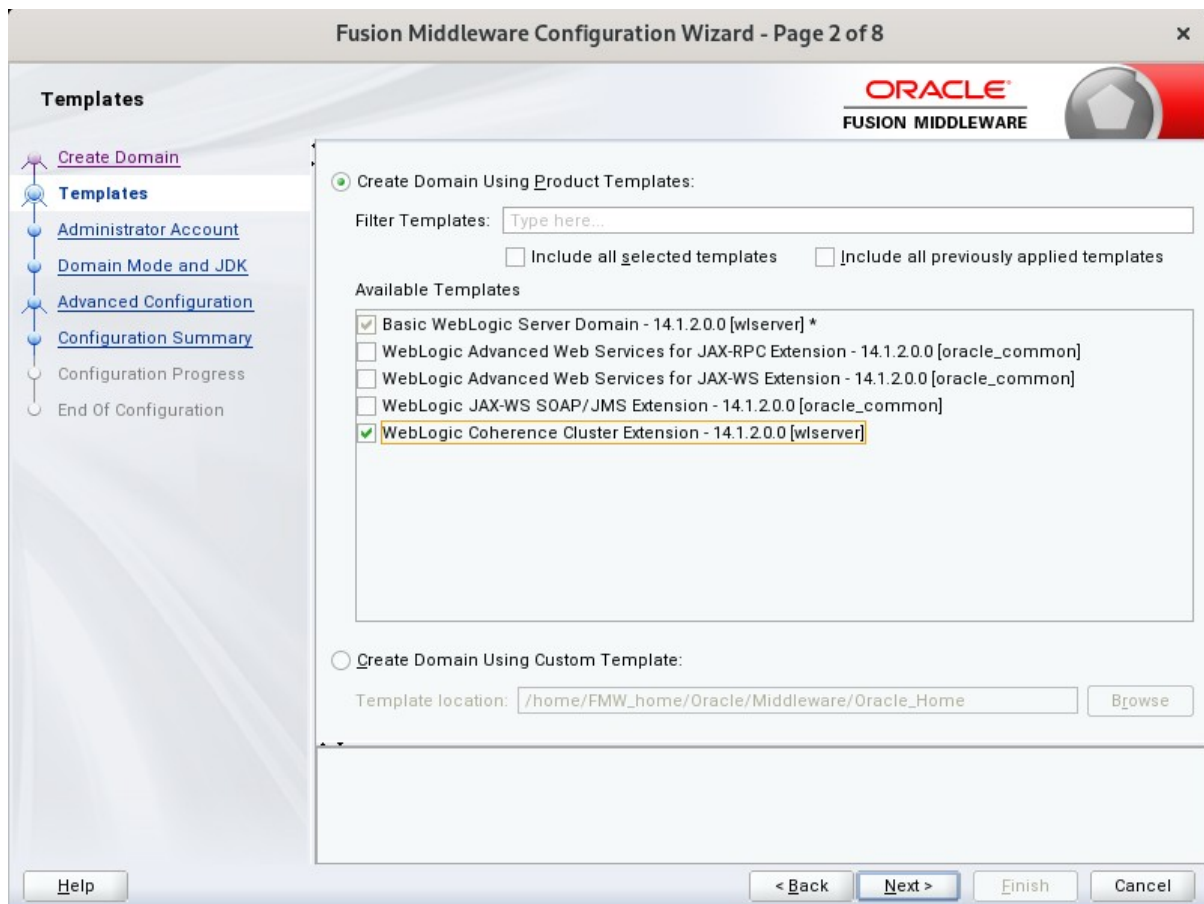 Fusion Middleware Configuration Wizard - Page 2 of 8
Templates
ORACLE
FUSION MIDDLEWARE
Create Domain
Templates
Administrator Account
Domain Mode and JDK
Advanced Configuration
Configuration Summary
Configuration Progress
End Of Configuration
Create Domain Using Product Templates:
Filter Templates: Type here...
Include all selected templates Include all previously applied templates
Available Templates
Basic WebLogic Server Domain - 14.1.2.0.0 [wlserver] *
WebLogic Advanced Web Services for JAX-RPC Extension - 14.1.2.0.0 [oracle_common]
WebLogic Advanced Web Services for JAX-WS Extension - 14.1.2.0.0 [oracle_common]
WebLogic JAX-WS SOAP/JMS Extension - 14.1.2.0.0 [oracle_common]
WebLogic Coherence Cluster Extension - 14.1.2.0.0 [wlserver]
Create Domain Using Custom Template:
Template location: /home/FMW_home/Oracle/Middleware/Oracle_Home Browse
Help < Back Next > Finish Cancel